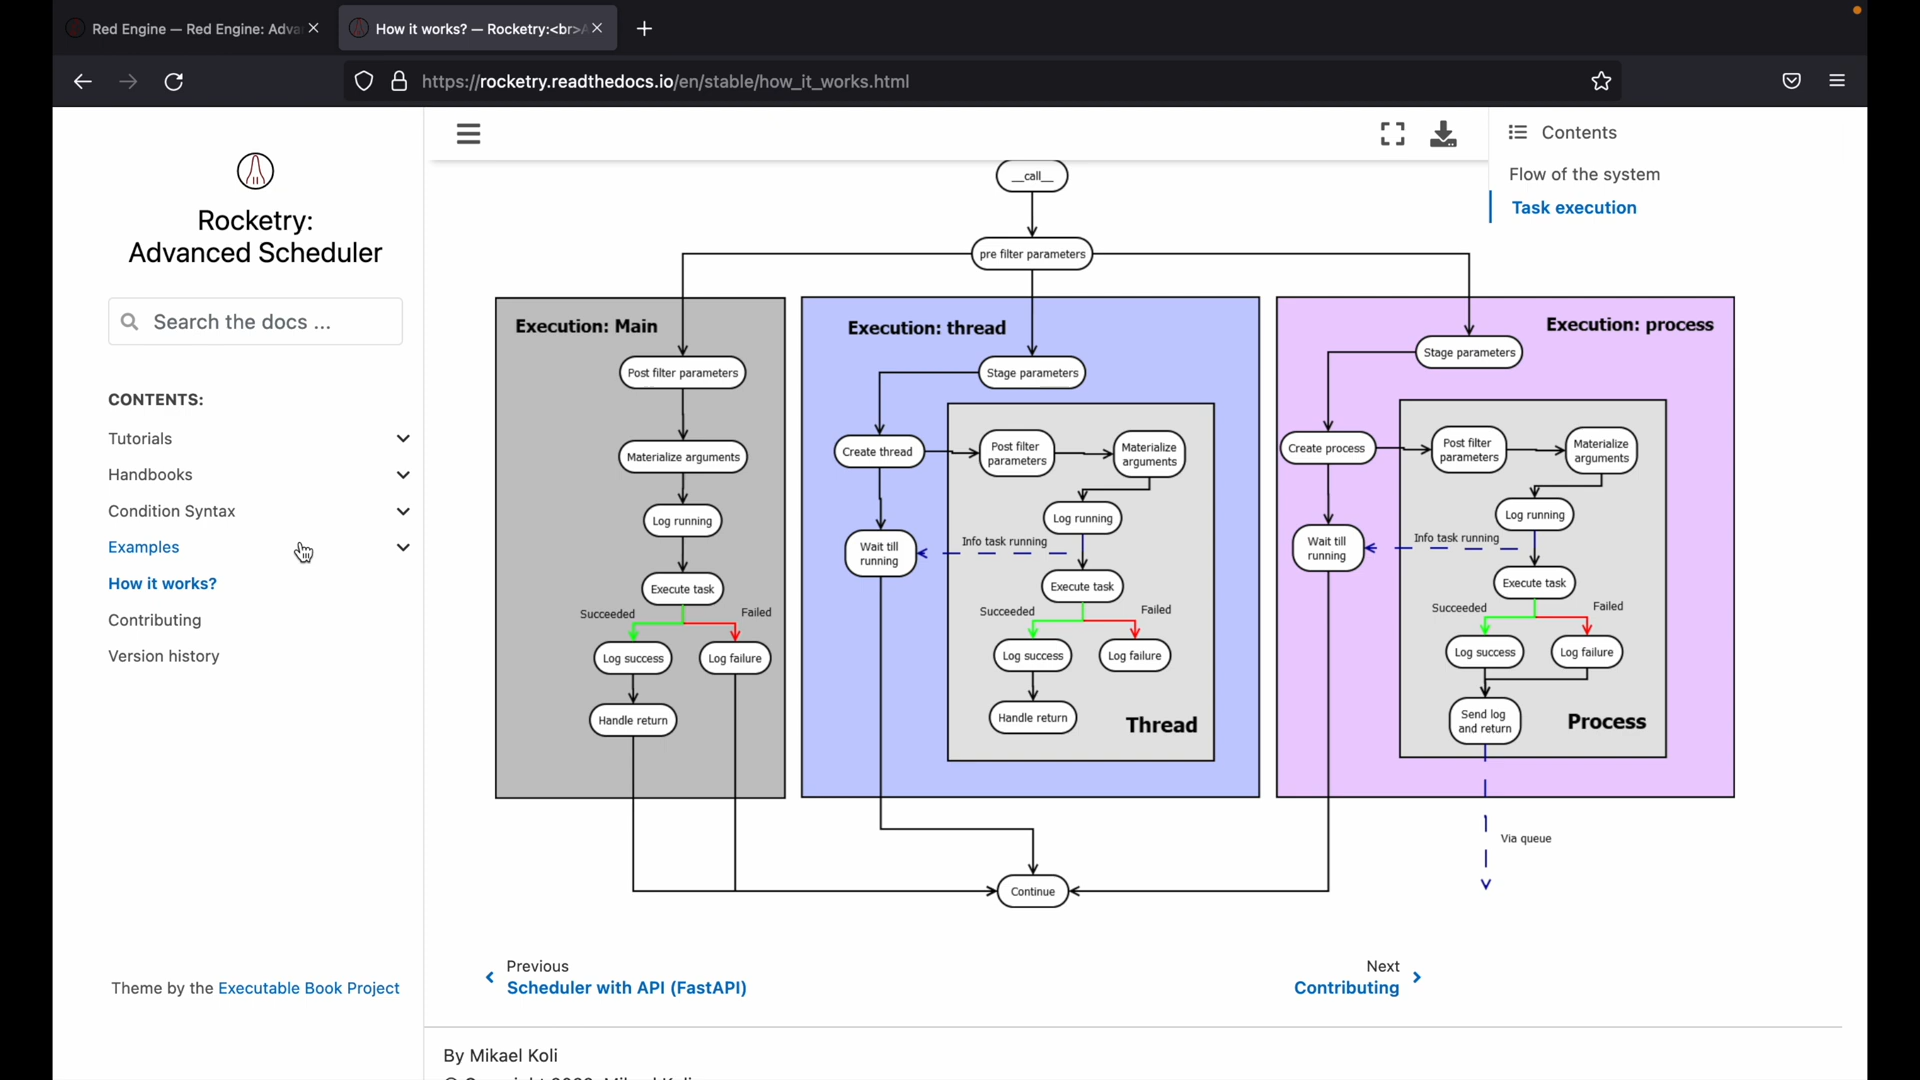 Red Engine — Red Engine: Adva
How it works? — Rocketry:<br>A
https://rocketry.readthedocs.io/en/stable/how_it_works.html
Rocketry:
Advanced Scheduler
Search the docs ...
CONTENTS:
Tutorials
Handbooks
Condition Syntax
Examples
How it works?
Contributing
Version history
Theme by the Executable Book Project
Contents
Flow of the system
Task execution
__call__
pre filter parameters
Execution: Main
Post filter parameters
Materialize arguments
Log running
Execute task
Succeeded
Failed
Log success
Log failure
Handle return
Execution: thread
Stage parameters
Create thread
Post filter
parameters
Materialize
arguments
Log running
Wait till
running
Info task running
Execute task
Succeeded
Failed
Log success
Log failure
Handle return
Thread
Execution: process
Stage parameters
Create process
Post filter
parameters
Materialize
arguments
Log running
Wait till
running
Info task running
Execute task
Succeeded
Failed
Log success
Log failure
Send log
and return
Process
Via queue
Continue
Previous
Scheduler with API (FastAPI)
Next
Contributing
By Mikael Koli